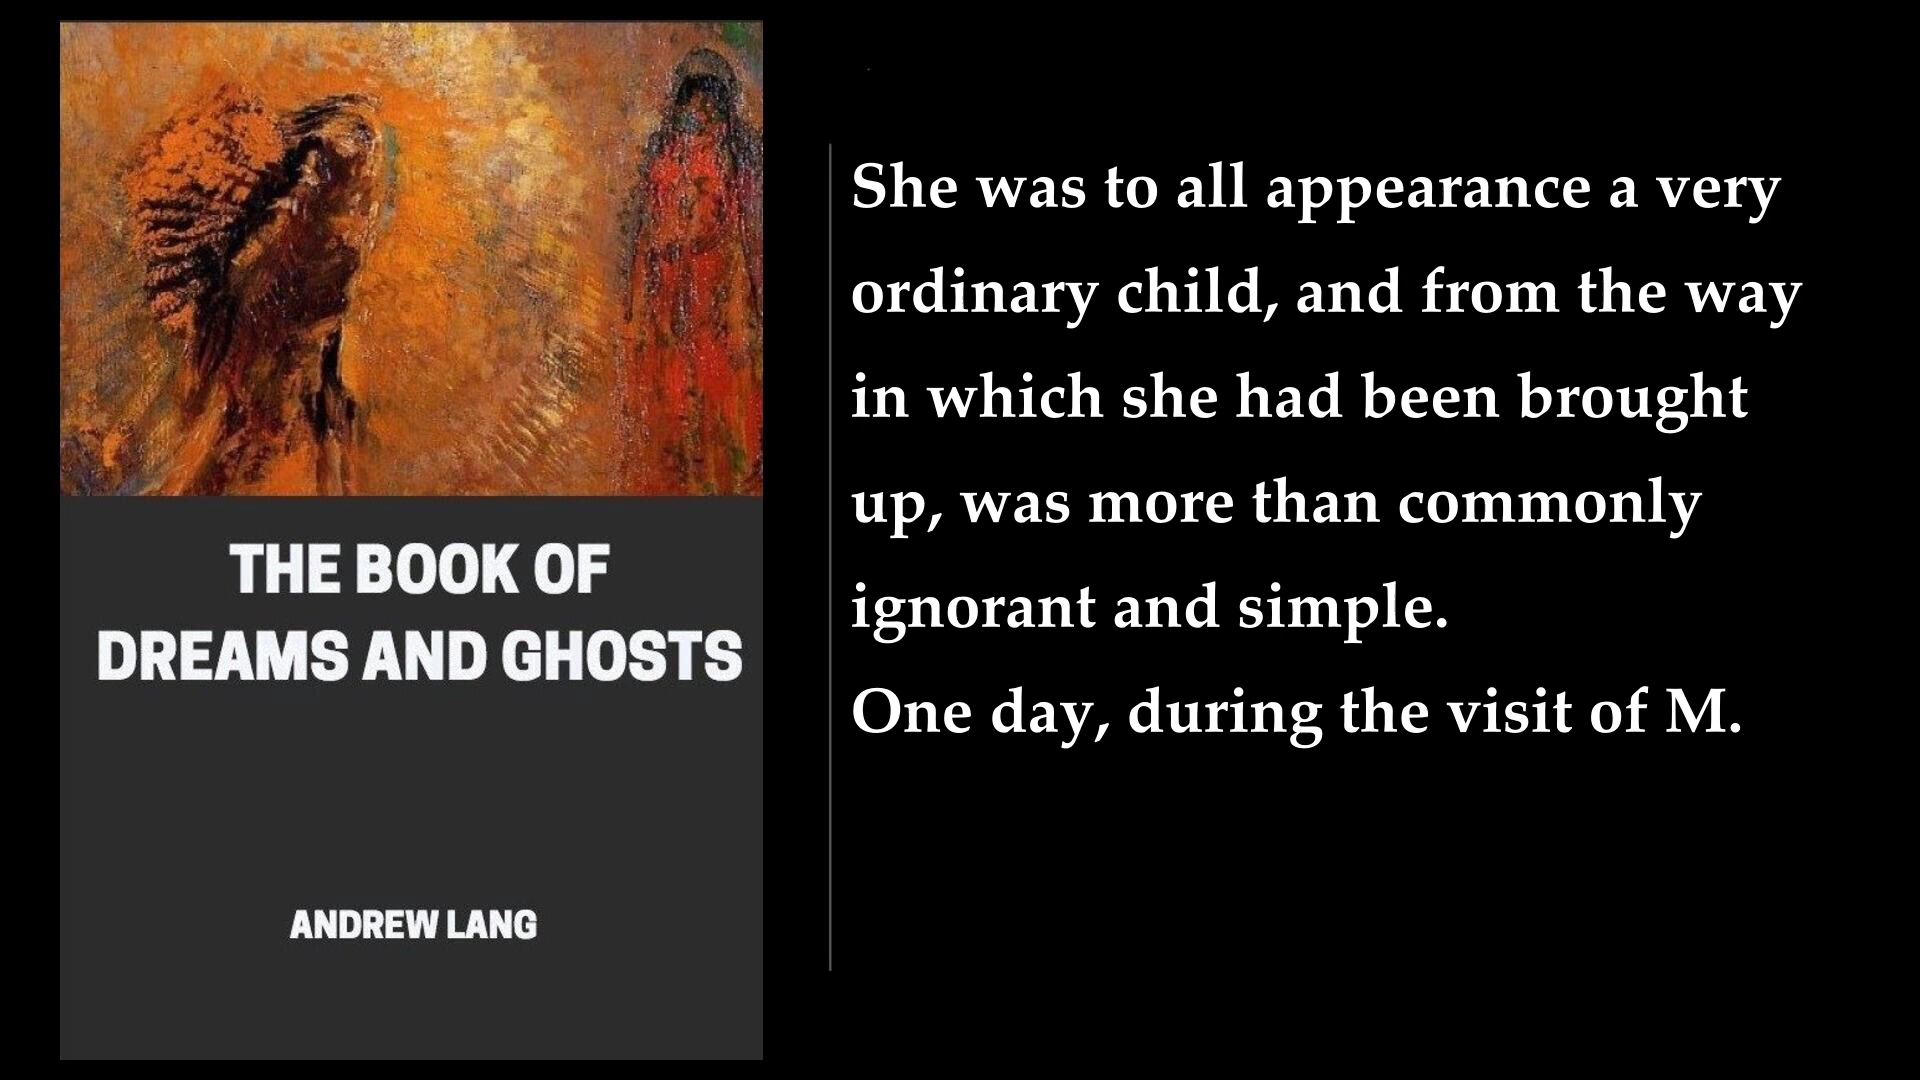 THE BOOK OF
DREAMS AND GHOSTS
ANDREW LANG
She was to all appearance a very
ordinary child, and from the way
in which she had been brought
up, was more than commonly
ignorant and simple.
One day, during the visit of M.